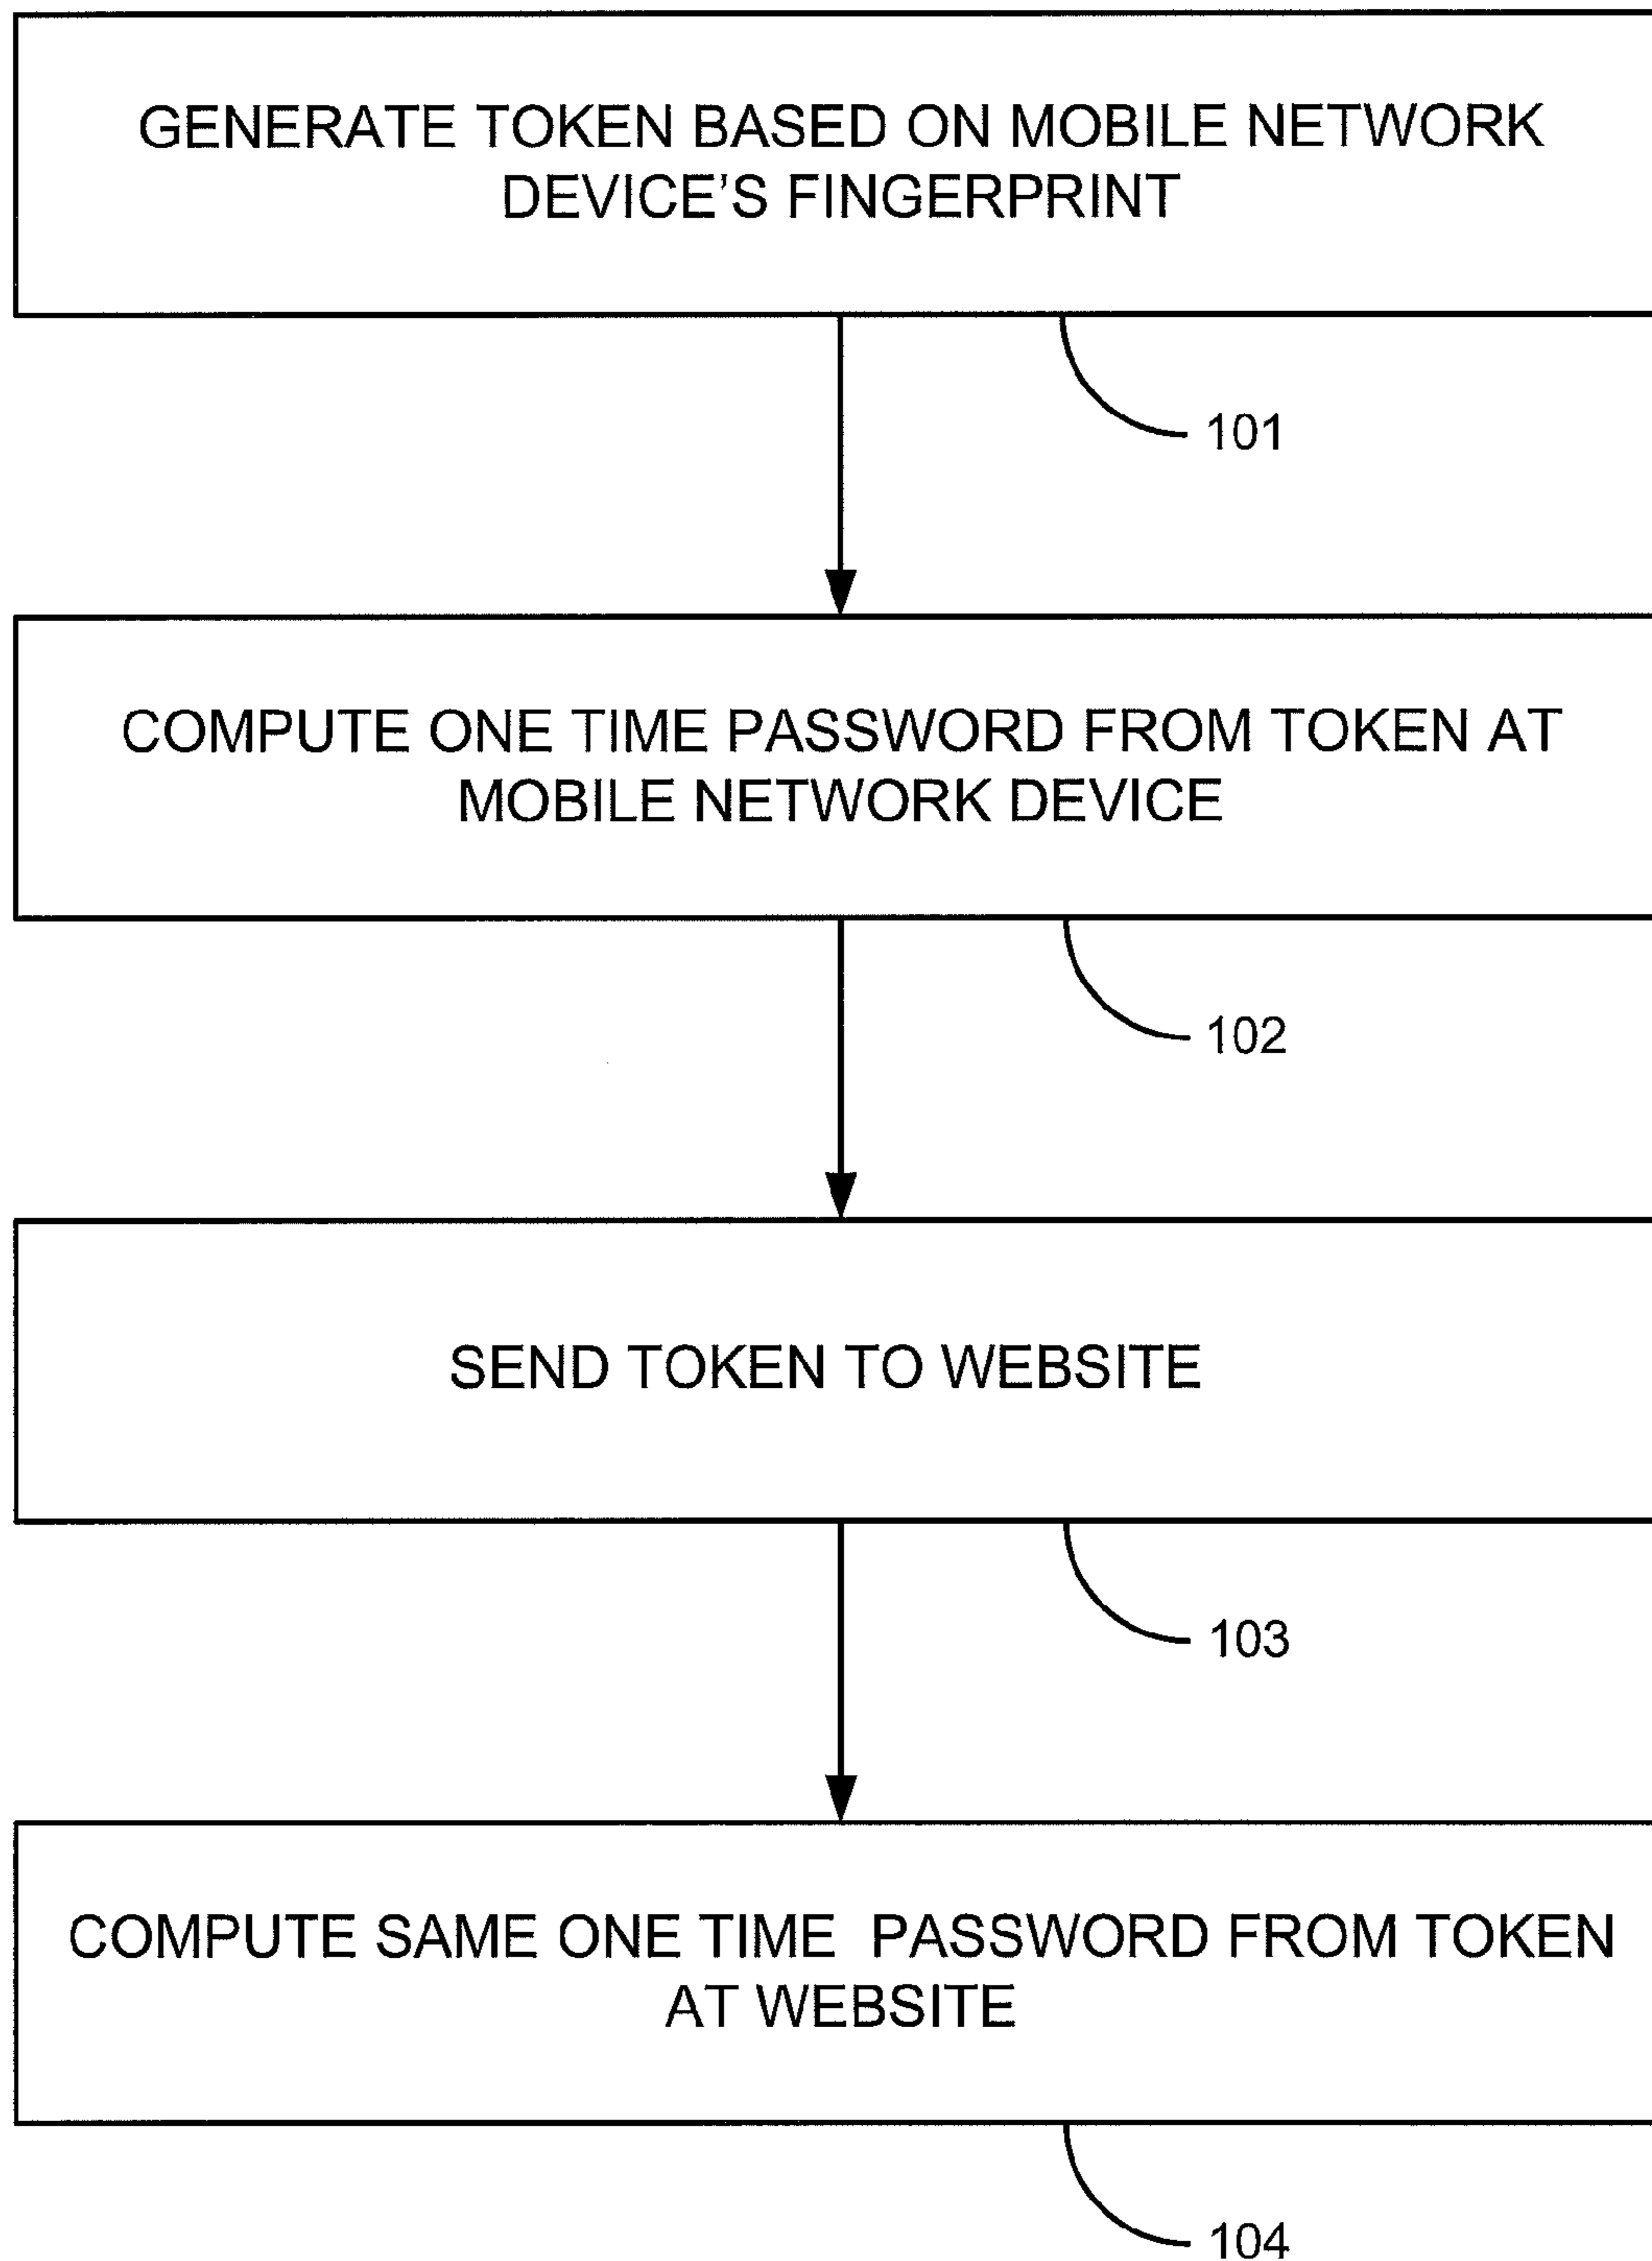 GENERATE TOKEN BASED ON MOBILE NETWORK
DEVICE'S FINGERPRINT
101
COMPUTE ONE TIME PASSWORD FROM TOKEN AT
MOBILE NETWORK DEVICE
102
SEND TOKEN TO WEBSITE
103
COMPUTE SAME ONE TIME PASSWORD FROM TOKEN
AT WEBSITE
104